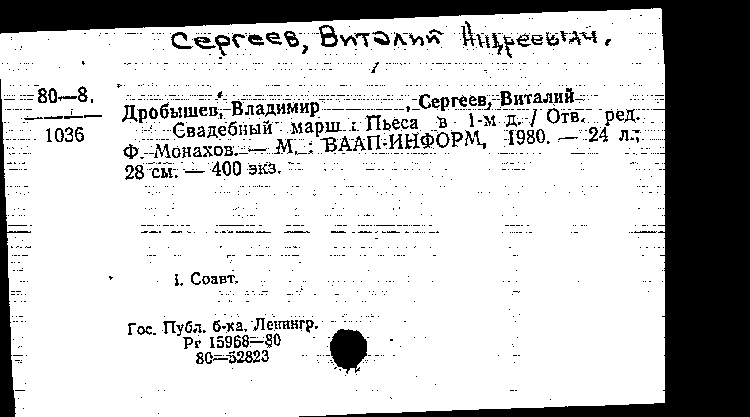 Сергеев, Виталий Андреевич.
80—8.
1036
Дробышев, Владимир , Сергеев, Виталий
Свадебный марш : Пьеса в 1-м д. / Отв. ред.
Ф. Монахов. — М. : ВААП-ИНФОРМ, 1980. — 24 л.;
28 см. — 400 экз.
i. Соавт.
Гос. Публ. б-ка. Ленингр.
Pr 15968—80
80—52823